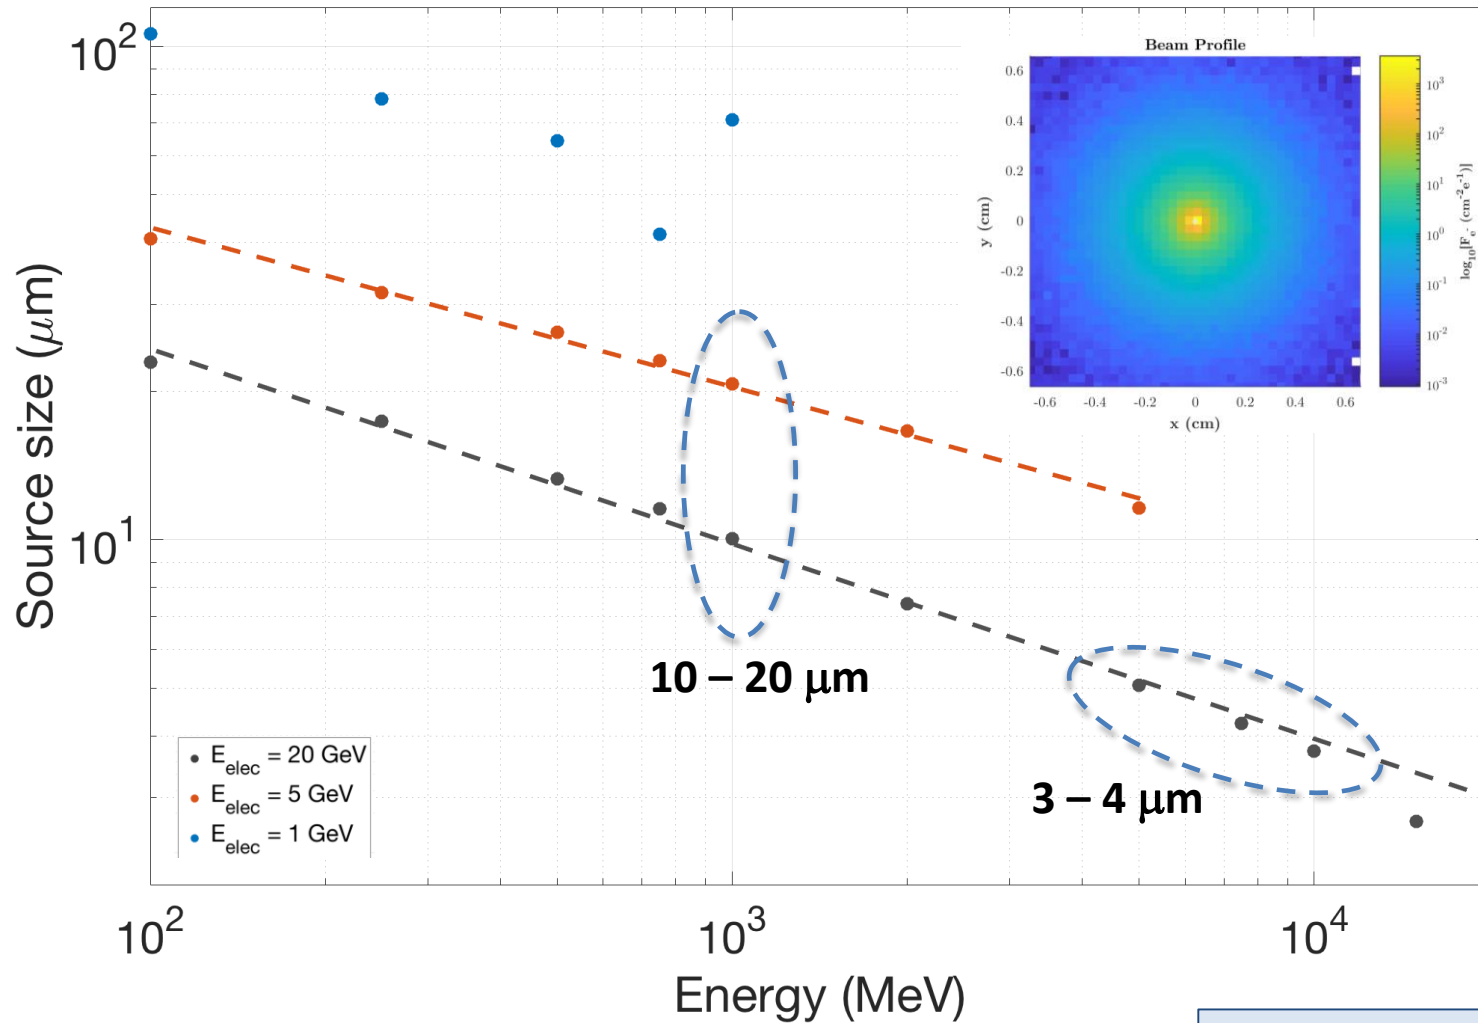 10²
10¹
Source size (μm)
10²
10³
10⁴
Energy (MeV)
E_elec = 20 GeV
E_elec = 5 GeV
E_elec = 1 GeV
10 – 20 μm
3 – 4 μm
Beam Profile
0.6
0.4
0.2
0
-0.2
-0.4
-0.6
y (cm)
-0.6
-0.4
-0.2
0
0.2
0.4
0.6
x (cm)
10³
10²
10¹
10⁰
10⁻¹
10⁻²
10⁻³
log₁₀[F_e⁻ (cm⁻²e⁻¹)]